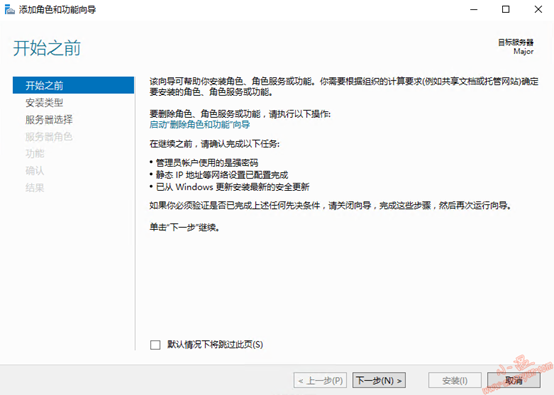 添加角色和功能向导
开始之前
目标服务器
Major
开始之前
安装类型
服务器选择
服务器角色
功能
确认
结果
该向导可帮助你安装角色、角色服务或功能。你需要根据组织的计算要求(例如共享文档或托管网站)确定
要安装的角色、角色服务或功能。
要删除角色、角色服务或功能，请执行以下操作:
启动“删除角色和功能”向导
在继续之前，请确认完成以下任务:
• 管理员帐户使用的是强密码
• 静态 IP 地址等网络设置已配置完成
• 已从 Windows 更新安装最新的安全更新
如果你必须验证是否已完成上述任何先决条件，请关闭向导，完成这些步骤，然后再次运行向导。
单击“下一步”继续。
默认情况下将跳过此页(S)
< 上一步(P)
下一步(N) >
安装(I)
取消